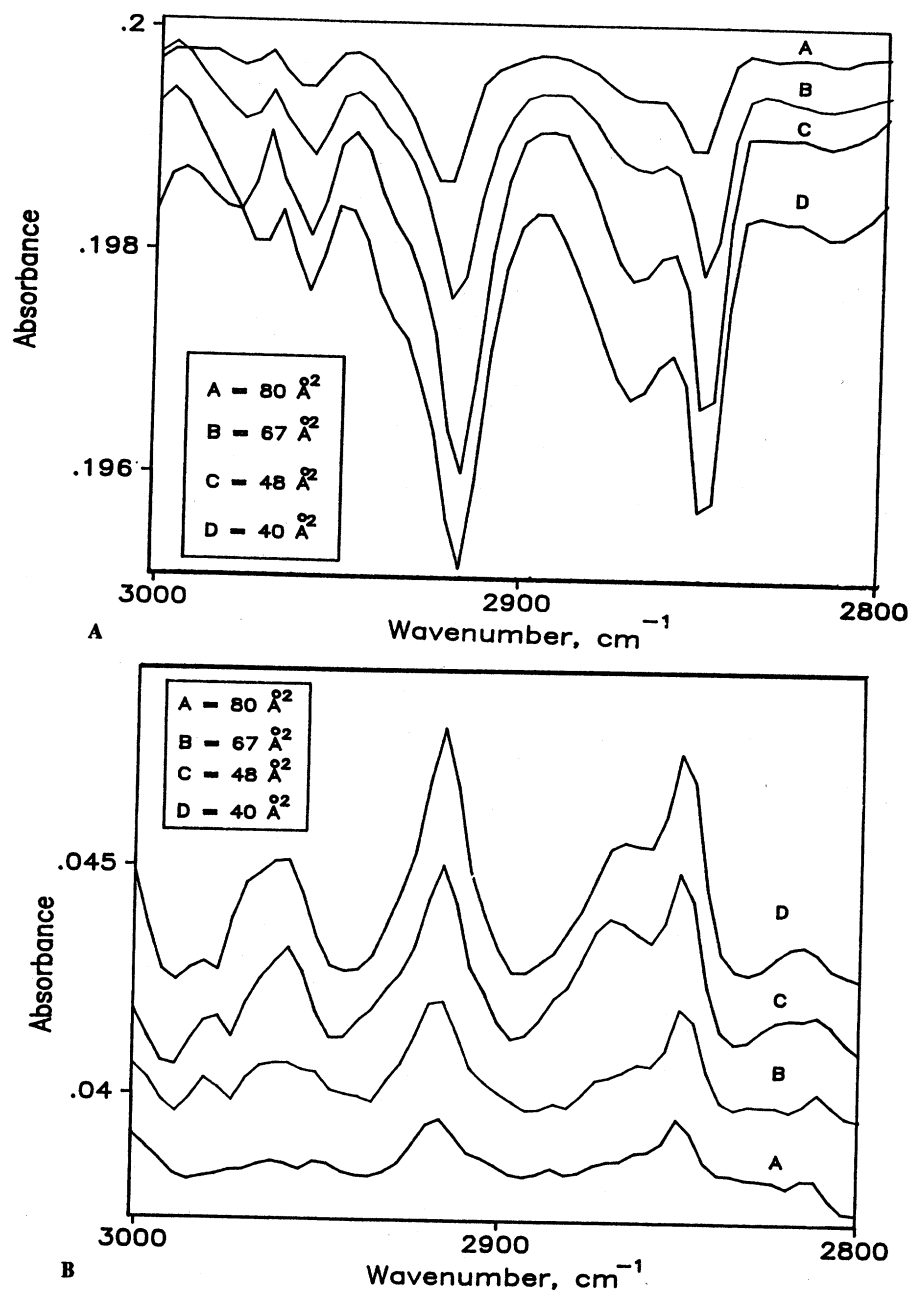 .2
.198
.196
Absorbance
A
B
C
D
A = 80 Å²
B = 67 Å²
C = 48 Å²
D = 40 Å²
3000
2900
2800
Wavenumber, cm⁻¹
A
A = 80 Å²
B = 67 Å²
C = 48 Å²
D = 40 Å²
.045
.04
Absorbance
D
C
B
A
3000
2900
2800
Wavenumber, cm⁻¹
B